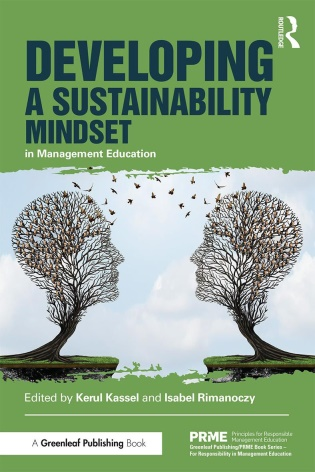 ROUTLEDGE
DEVELOPING
A SUSTAINABILITY
MINDSET
in Management Education
Edited by Kerul Kassel and Isabel Rimanoczy
A Greenleaf Publishing Book
PRME
Principles for Responsible
Management Education
Greenleaf Publishing/PRME Book Series –
For Responsibility in Management Education